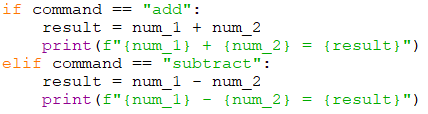 if command == "add":
    result = num_1 + num_2
    print(f"{num_1} + {num_2} = {result}")
elif command == "subtract":
    result = num_1 - num_2
    print(f"{num_1} - {num_2} = {result}")